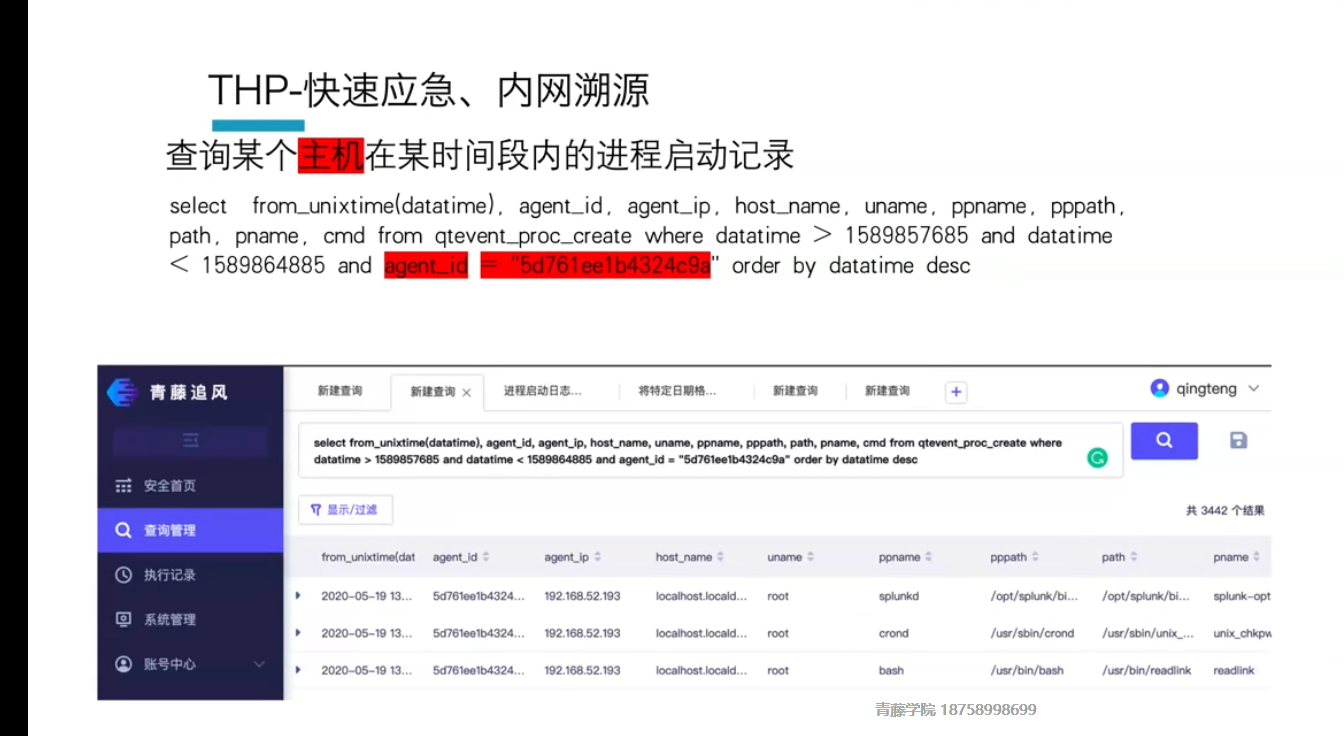 THP-快速应急、内网溯源
查询某个主机在某时间段内的进程启动记录
select from_unixtime(datatime), agent_id, agent_ip, host_name, uname, ppname, pppath,
path, pname, cmd from qtevent_proc_create where datatime > 1589857685 and datatime
< 1589864885 and agent_id = "5d761ee1b4324c9a" order by datatime desc
青藤追风
新建查询 新建查询 × 进程启动日志... 将特定日期格... 新建查询 新建查询 + qingteng
select from_unixtime(datatime), agent_id, agent_ip, host_name, uname, ppname, pppath, path, pname, cmd from qtevent_proc_create where
datatime > 1589857685 and datatime < 1589864885 and agent_id = "5d761ee1b4324c9a" order by datatime desc
安全首页
查询管理
执行记录
系统管理
账号中心
显示/过滤 共 3442 个结果
from_unixtime(dat agent_id agent_ip host_name uname ppname pppath path pname
2020-05-19 13... 5d761ee1b4324... 192.168.52.193 localhost.locald... root splunkd /opt/splunk/bi... /opt/splunk/bi... splunk-opt
2020-05-19 13... 5d761ee1b4324... 192.168.52.193 localhost.locald... root crond /usr/sbin/crond /usr/sbin/unix_... unix_chkpw
2020-05-19 13... 5d761ee1b4324... 192.168.52.193 localhost.locald... root bash /usr/bin/bash /usr/bin/readlink readlink
青藤学院 18758998699